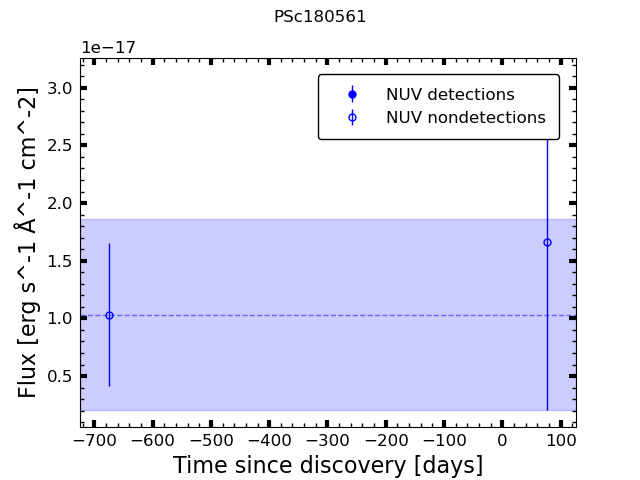 PSc180561
1e−17
3.0
2.5
2.0
1.5
1.0
0.5
Flux [erg s^-1 Å^-1 cm^-2]
NUV detections
NUV nondetections
−700 −600 −500 −400 −300 −200 −100 0 100
Time since discovery [days]